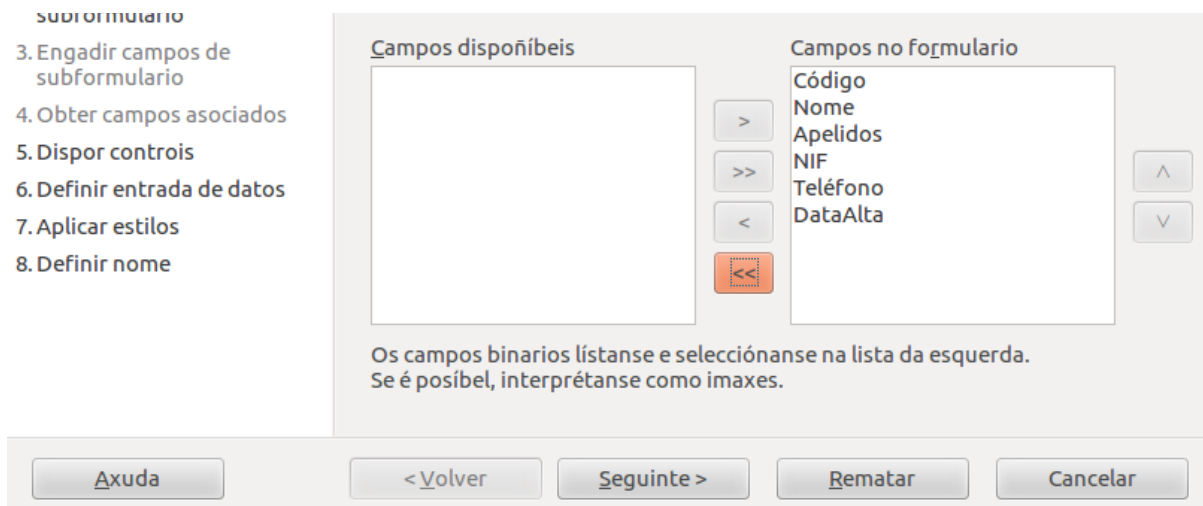 subformulario
3. Engadir campos de
subformulario
4. Obter campos asociados
5. Dispor controis
6. Definir entrada de datos
7. Aplicar estilos
8. Definir nome
Campos dispoñíbeis
Campos no formulario
Código
Nome
Apelidos
NIF
Teléfono
DataAlta
>
>>
<
<<
^
v
Os campos binarios lístanse e selecciónanse na lista da esquerda.
Se é posíbel, interprétanse como imaxes.
Axuda
< Volver
Seguinte >
Rematar
Cancelar